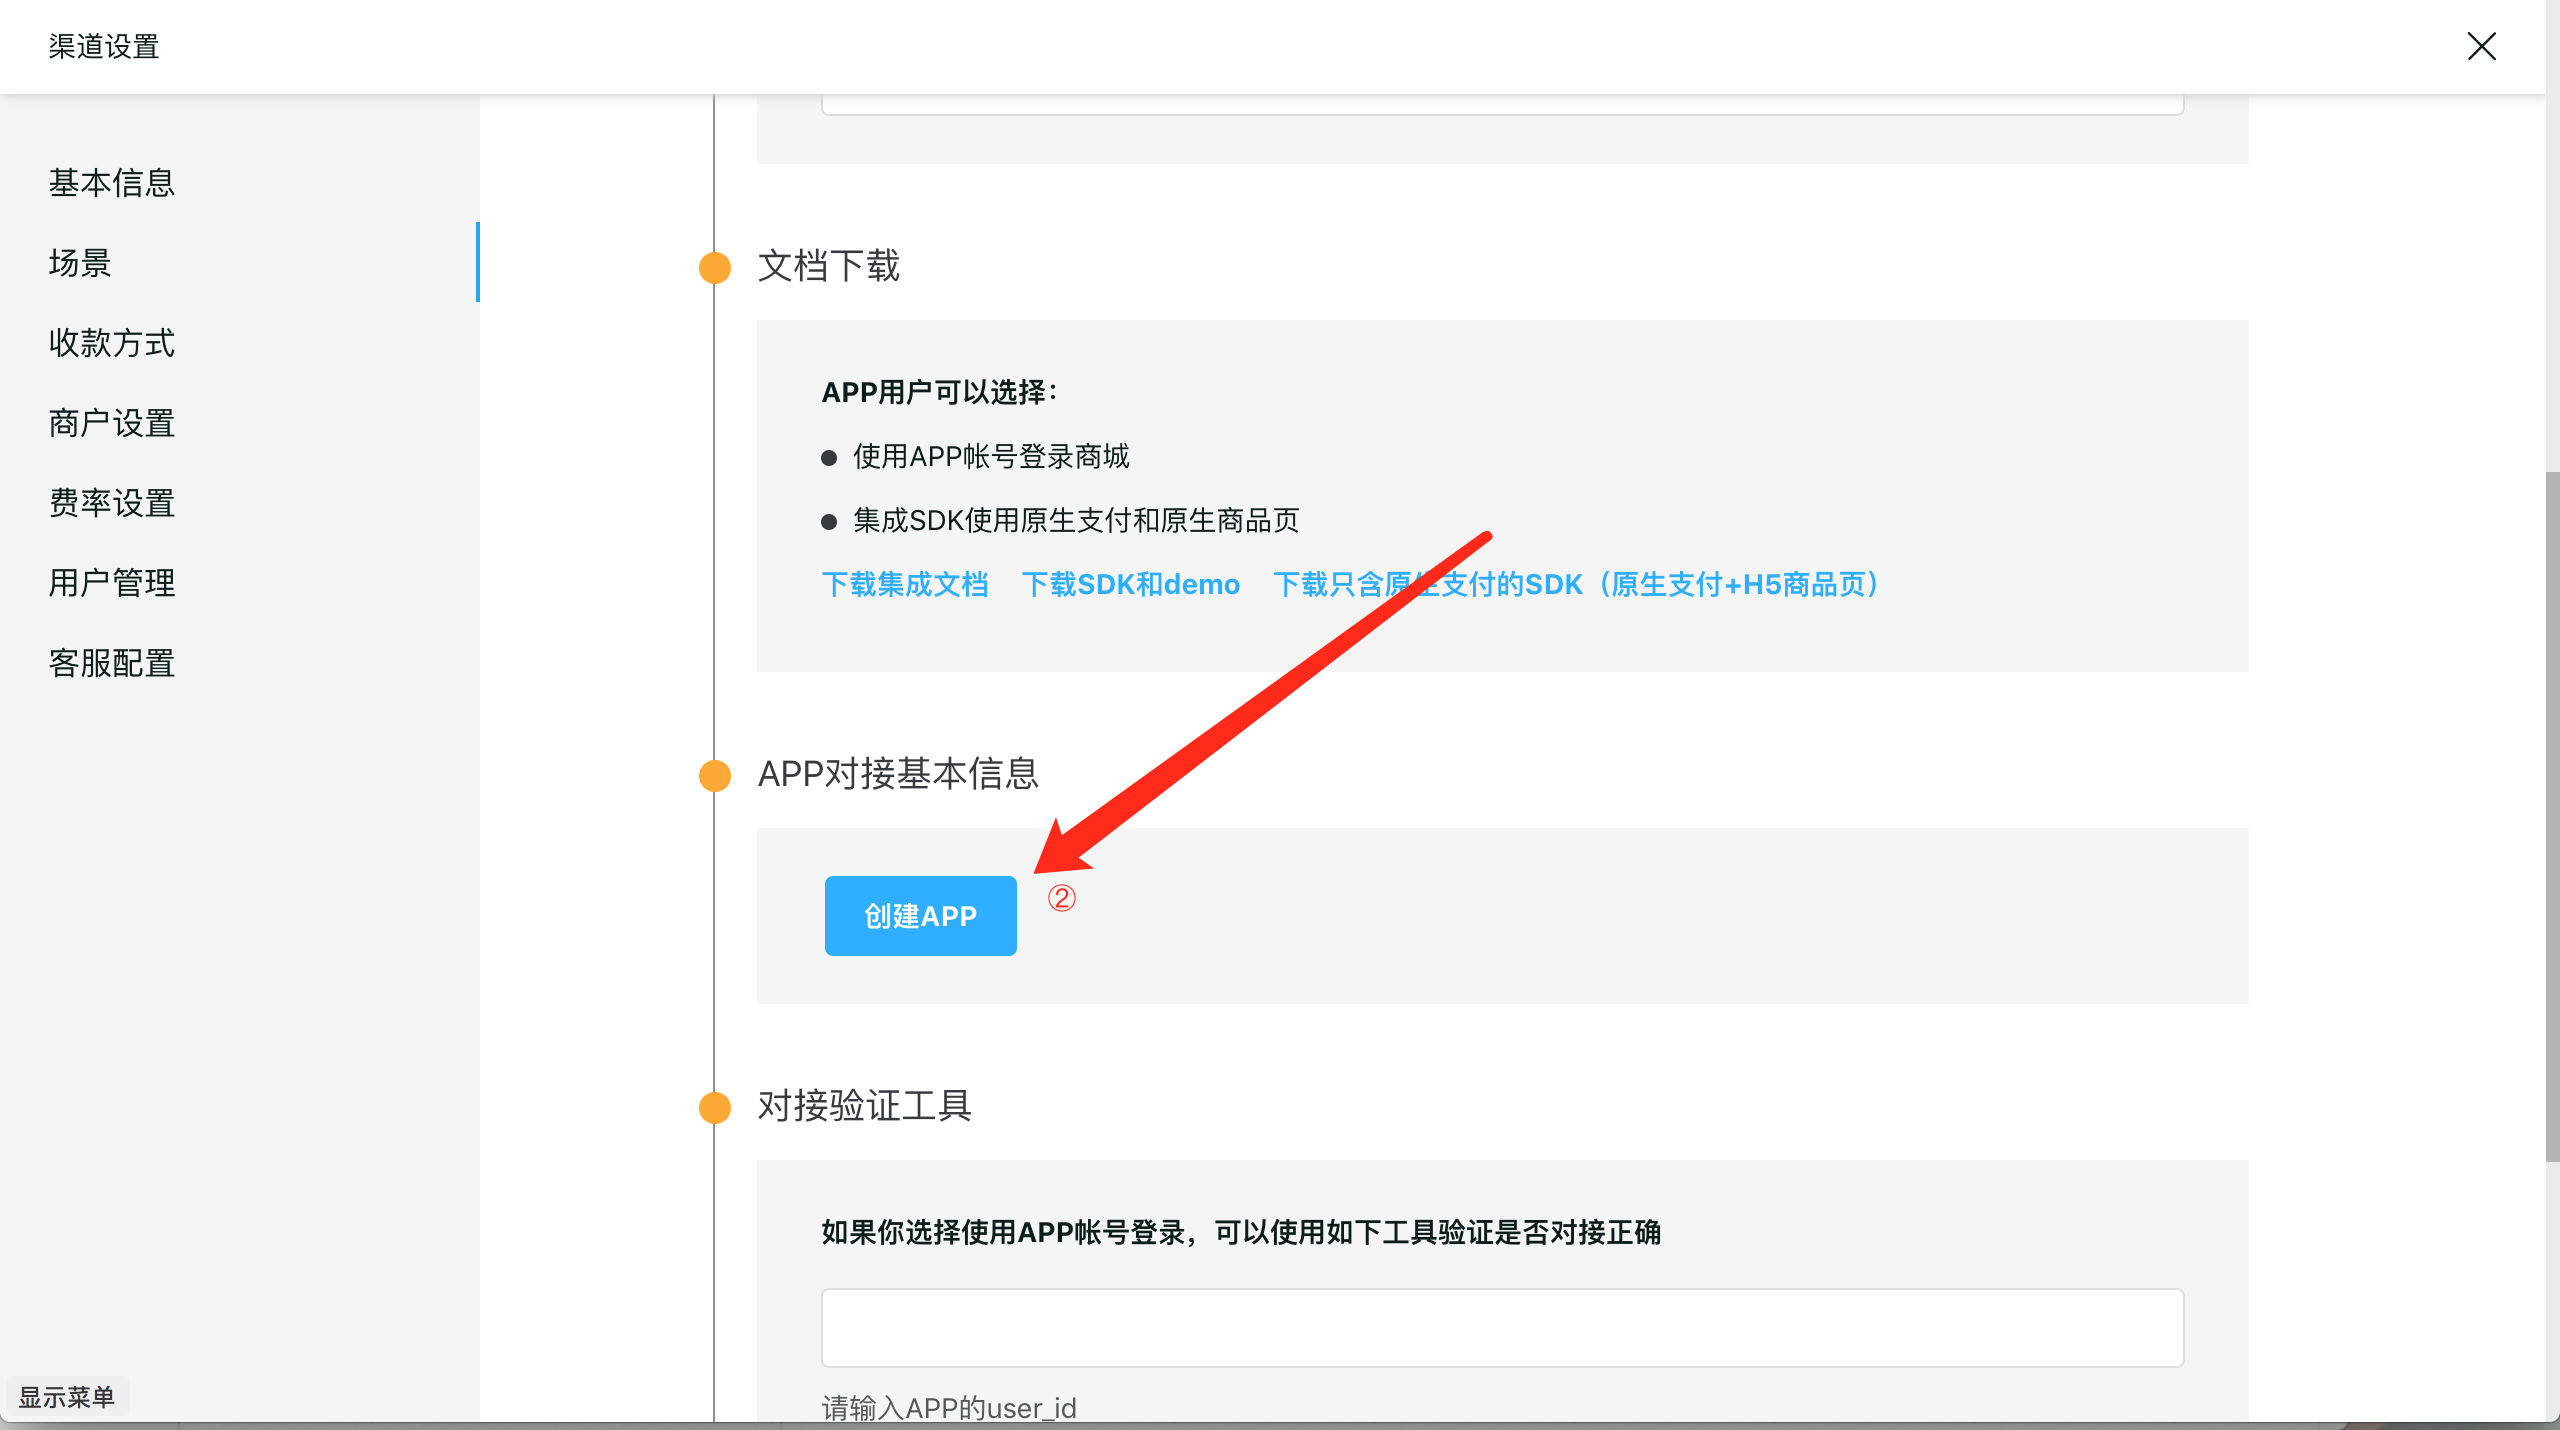 渠道设置
基本信息
场景
收款方式
商户设置
费率设置
用户管理
客服配置
显示菜单
文档下载
APP用户可以选择：
使用APP帐号登录商城
集成SDK使用原生支付和原生商品页
下载集成文档 下载SDK和demo 下载只含原生支付的SDK（原生支付+H5商品页）
APP对接基本信息
创建APP
②
对接验证工具
如果你选择使用APP帐号登录，可以使用如下工具验证是否对接正确
请输入APP的user_id